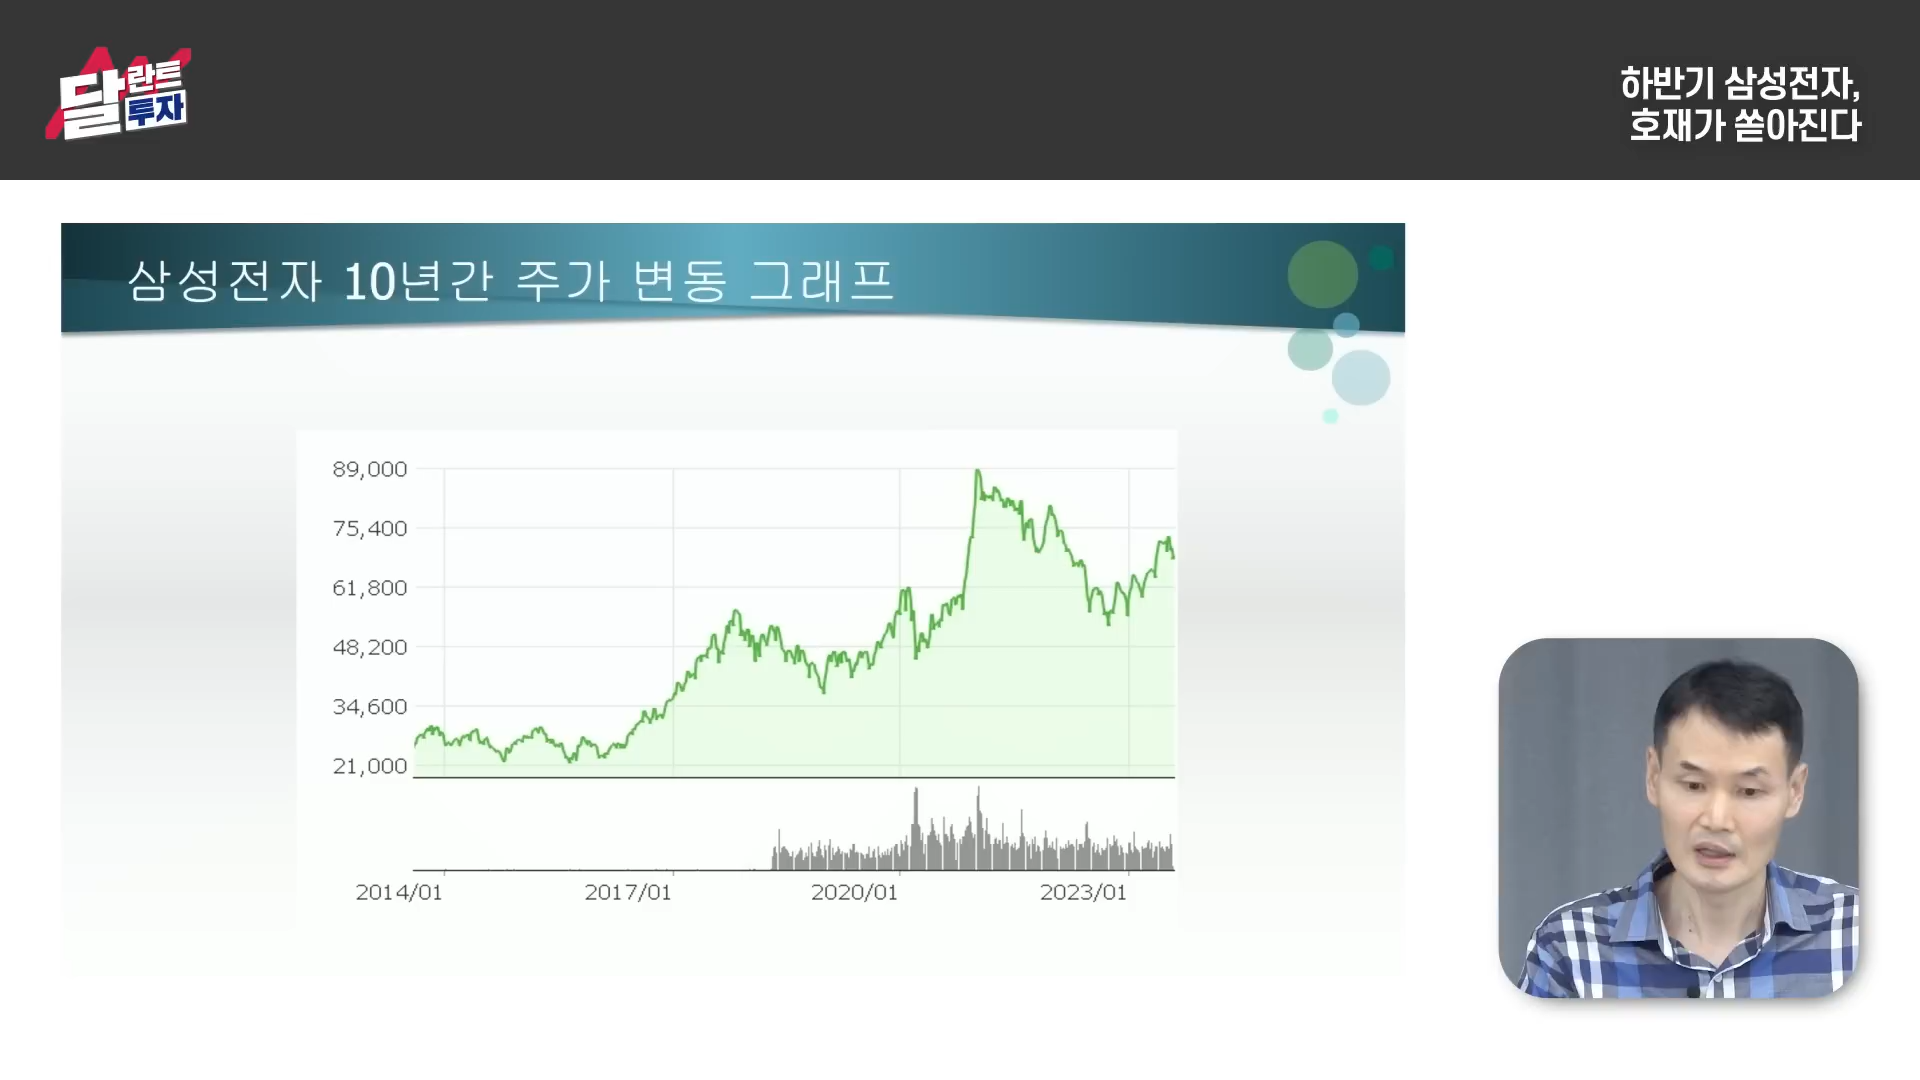 달란트
투자
하반기 삼성전자,
호재가 쏟아진다
삼성전자 10년간 주가 변동 그래프
89,000
75,400
61,800
48,200
34,600
21,000
2014/01
2017/01
2020/01
2023/01